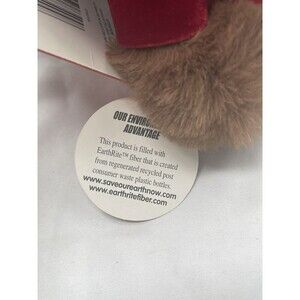 OUR ENVIRO
ADVANTAGE
This product is filled with
EarthRite™ fiber that is created
from regenerated recycled post
consumer waste plastic bottles.
www.saveourearthnow.com
www.earthritefiber.com